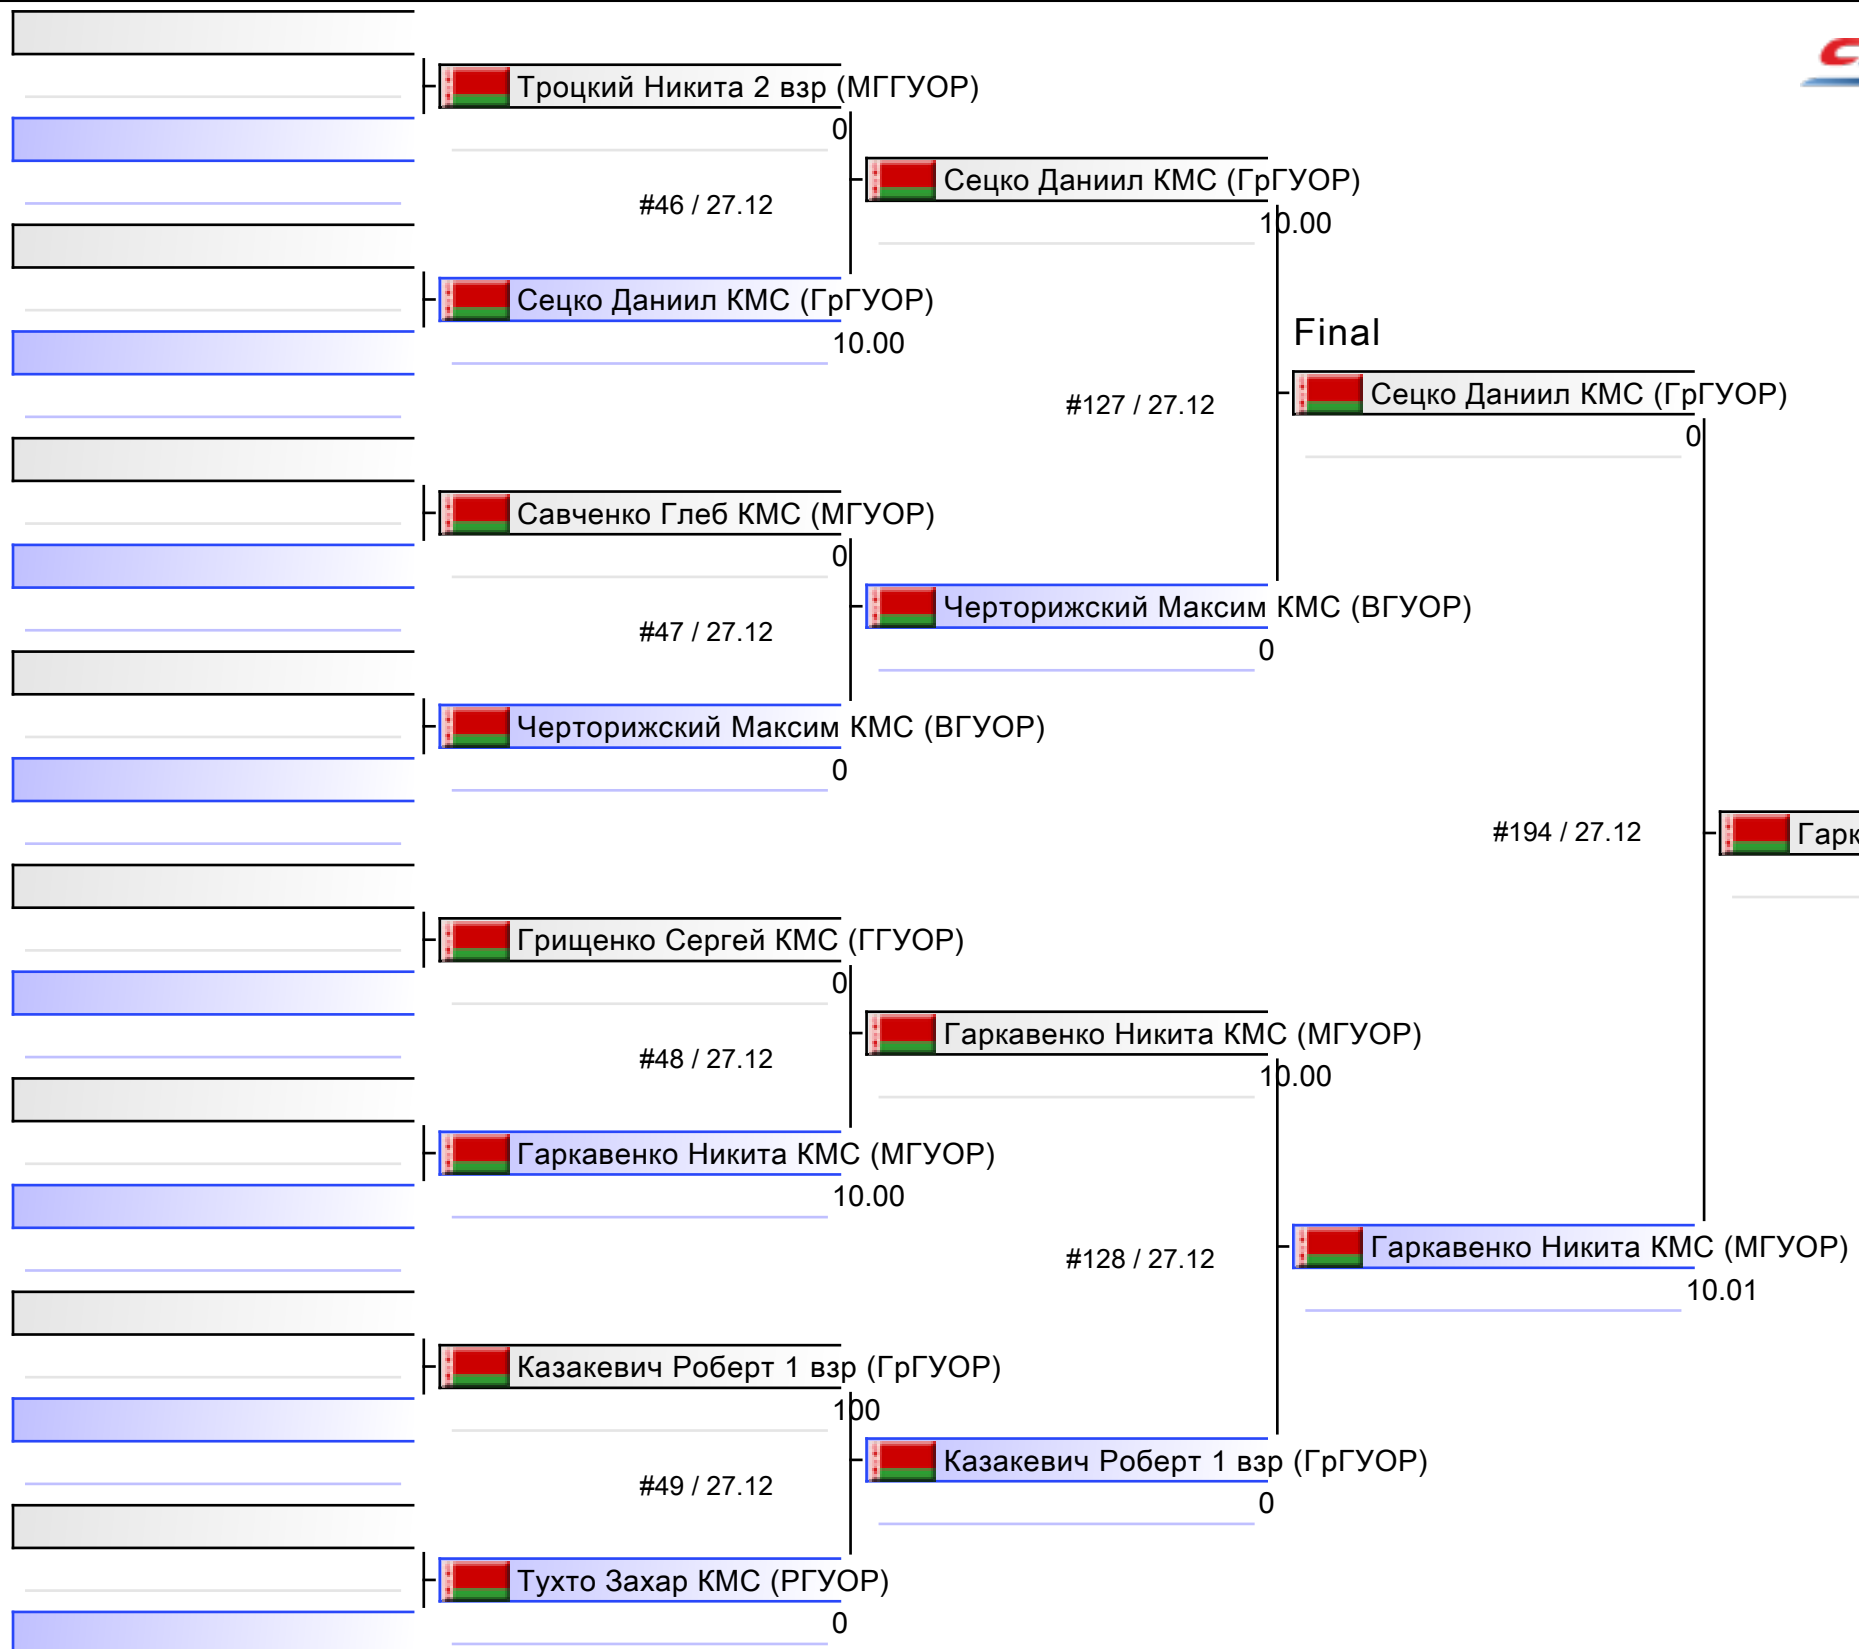 Троцкий Никита 2 взр (МГГУОР)
0
#46 / 27.12
Сецко Даниил КМС (ГрГУОР)
10.00
Сецко Даниил КМС (ГрГУОР)
10.00
#127 / 27.12
Савченко Глеб КМС (МГУОР)
0
#47 / 27.12
Черторижский Максим КМС (ВГУОР)
0
Черторижский Максим КМС (ВГУОР)
0
Final
Сецко Даниил КМС (ГрГУОР)
0
#194 / 27.12
Гарк
Грищенко Сергей КМС (ГГУОР)
0
#48 / 27.12
Гаркавенко Никита КМС (МГУОР)
10.00
Гаркавенко Никита КМС (МГУОР)
10.00
#128 / 27.12
Гаркавенко Никита КМС (МГУОР)
10.01
Казакевич Роберт 1 взр (ГрГУОР)
100
#49 / 27.12
Казакевич Роберт 1 взр (ГрГУОР)
0
Тухто Захар КМС (РГУОР)
0